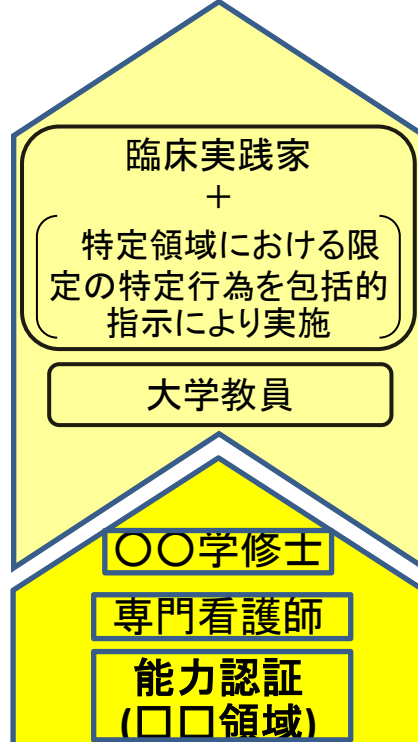 臨床実践家
+
特定領域における限
定の特定行為を包括的
指示により実施
大学教員
〇〇学修士
専門看護師
能力認証
(□□領域)